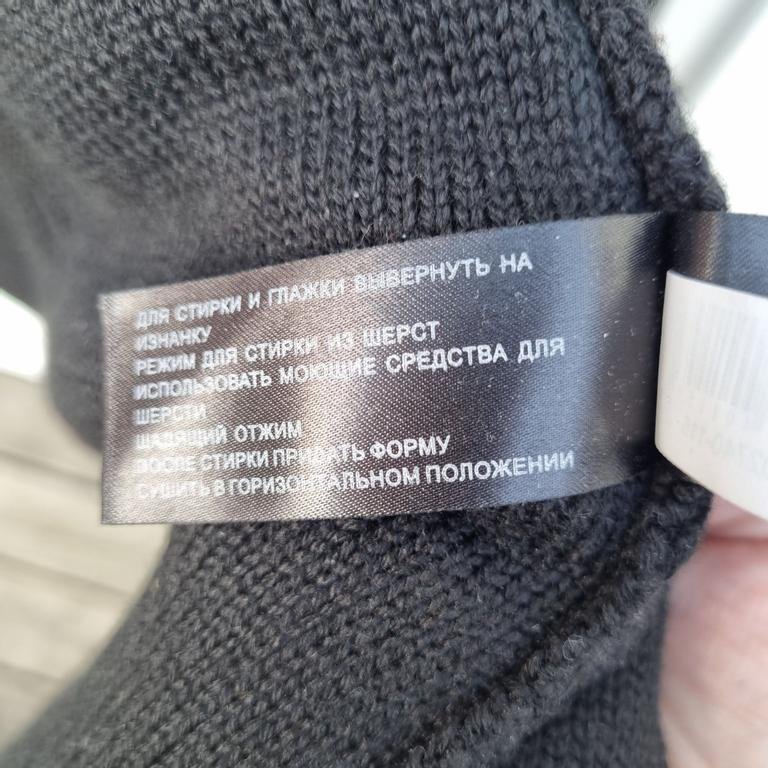 ДЛЯ СТИРКИ И ГЛАЖКИ ВЫВЕРНУТЬ НА
ИЗНАНКУ
РЕЖИМ ДЛЯ СТИРКИ ИЗ ШЕРСТ
ИСПОЛЬЗОВАТЬ МОЮЩИЕ СРЕДСТВА ДЛЯ
ШЕРСТИ
ЩАДЯЩИЙ ОТЖИМ
ПОСЛЕ СТИРКИ ПРИДАТЬ ФОРМУ
СУШИТЬ В ГОРИЗОНТАЛЬНОМ ПОЛОЖЕНИИ